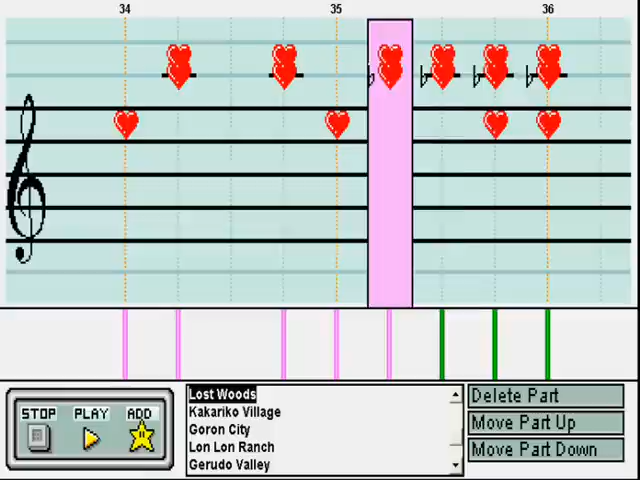 34 35 36
STOP PLAY ADD
Lost Woods
Kakariko Village
Goron City
Lon Lon Ranch
Gerudo Valley
Delete Part
Move Part Up
Move Part Down